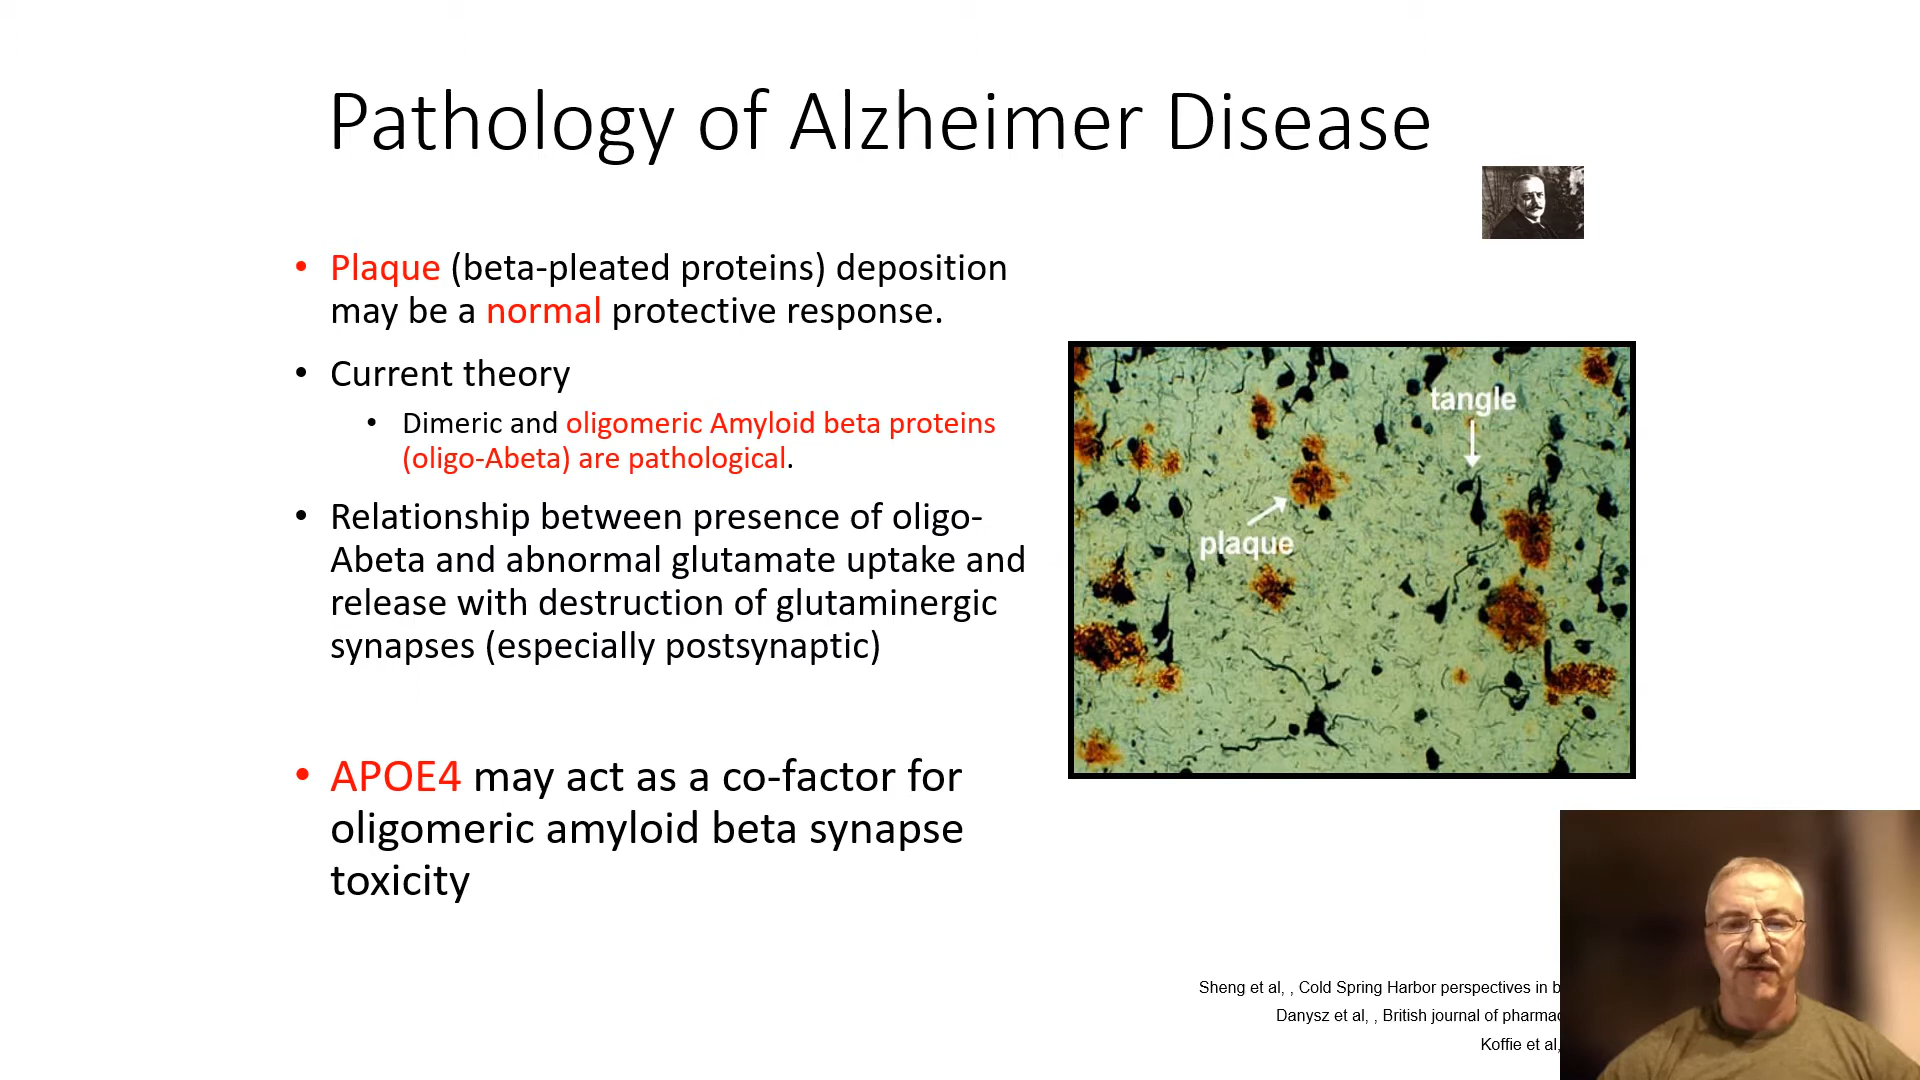 Pathology of Alzheimer Disease
• Plaque (beta-pleated proteins) deposition
may be a normal protective response.
• Current theory
• Dimeric and oligomeric Amyloid beta proteins
(oligo-Abeta) are pathological.
• Relationship between presence of oligo-
Abeta and abnormal glutamate uptake and
release with destruction of glutaminergic
synapses (especially postsynaptic)
• APOE4 may act as a co-factor for
oligomeric amyloid beta synapse
toxicity
tangle
plaque
Sheng et al, , Cold Spring Harbor perspectives in
Danysz et al, , British journal of
Koffie et al,